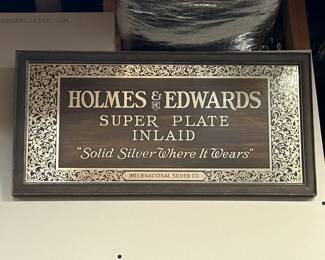 HOLMES & EDWARDS
SUPER PLATE
INLAID
"Solid Silver Where It Wears"
INTERNATIONAL SILVER CO.